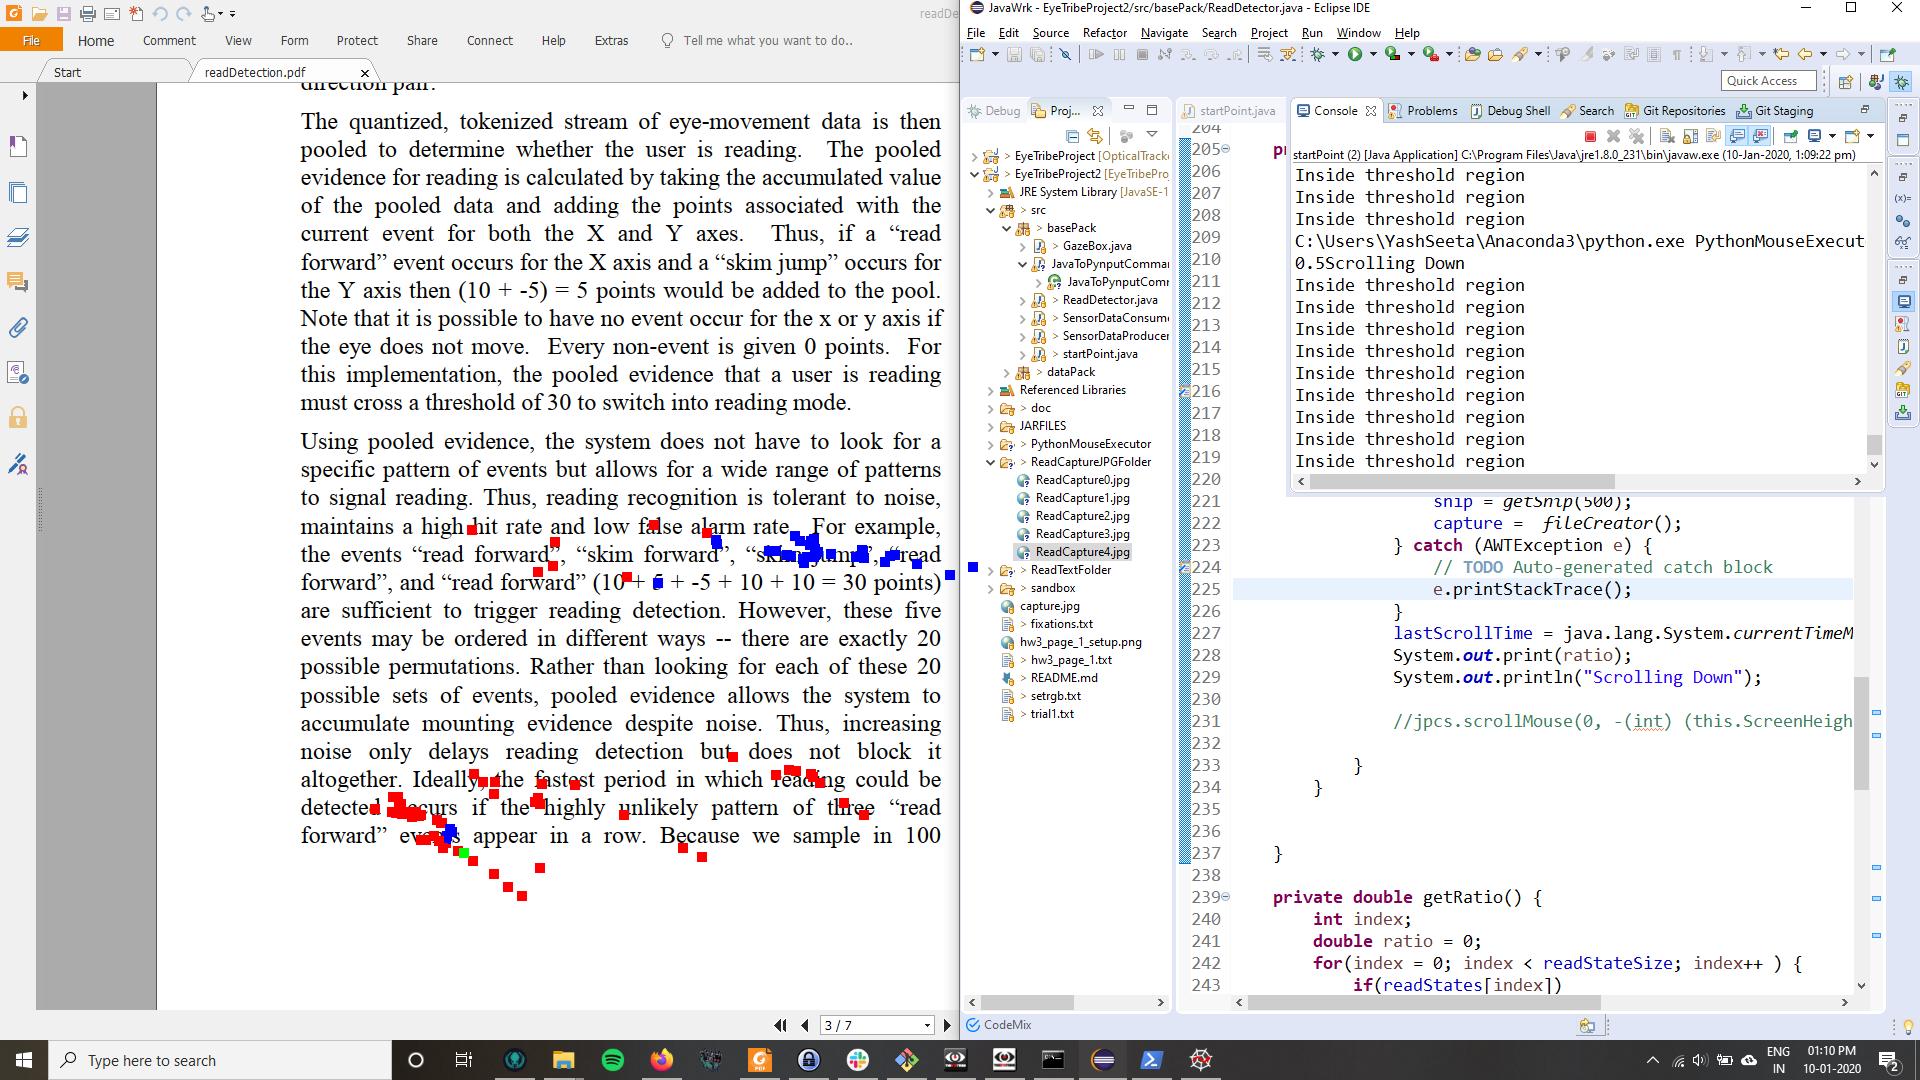 readDe
File Home Comment View Form Protect Share Connect Help Extras Tell me what you want to do..
Start readDetection.pdf
direction pair.
The quantized, tokenized stream of eye-movement data is then
pooled to determine whether the user is reading. The pooled
evidence for reading is calculated by taking the accumulated value
of the pooled data and adding the points associated with the
current event for both the X and Y axes. Thus, if a “read
forward” event occurs for the X axis and a “skim jump” occurs for
the Y axis then (10 + -5) = 5 points would be added to the pool.
Note that it is possible to have no event occur for the x or y axis if
the eye does not move. Every non-event is given 0 points. For
this implementation, the pooled evidence that a user is reading
must cross a threshold of 30 to switch into reading mode.
Using pooled evidence, the system does not have to look for a
specific pattern of events but allows for a wide range of patterns
to signal reading. Thus, reading recognition is tolerant to noise,
maintains a high hit rate and low false alarm rate. For example,
the events “read forward”, “skim forward”, “skim jump”, “read
forward”, and “read forward” (10 + 5 + -5 + 10 + 10 = 30 points)
are sufficient to trigger reading detection. However, these five
events may be ordered in different ways -- there are exactly 20
possible permutations. Rather than looking for each of these 20
possible sets of events, pooled evidence allows the system to
accumulate mounting evidence despite noise. Thus, increasing
noise only delays reading detection but does not block it
altogether. Ideally, the fastest period in which reading could be
detected occurs if the highly unlikely pattern of three “read
forward” events appear in a row. Because we sample in 100
3 / 7
JavaWrk - EyeTribeProject2/src/basePack/ReadDetector.java - Eclipse IDE
File Edit Source Refactor Navigate Search Project Run Window Help
Quick Access
Debug Proj...
> EyeTribeProject [OpticalTracke
> EyeTribeProject2 [EyeTribePro
JRE System Library [JavaSE-1
> src
> basePack
> GazeBox.java
JavaToPynputComma
JavaToPynputComm
> ReadDetector.java
> SensorDataConsume
> SensorDataProducer
> startPoint.java
> dataPack
Referenced Libraries
> doc
JARFILES
> PythonMouseExecutor
> ReadCaptureJPGFolder
ReadCapture0.jpg
ReadCapture1.jpg
ReadCapture2.jpg
ReadCapture3.jpg
ReadCapture4.jpg
> ReadTextFolder
> sandbox
capture.jpg
> fixations.txt
hw3_page_1_setup.png
> hw3_page_1.txt
> README.md
> setrgb.txt
> trial1.txt
startPoint.java
Console Problems Debug Shell Search Git Repositories Git Staging
startPoint (2) [Java Application] C:\Program Files\Java\jre1.8.0_231\bin\javaw.exe (10-Jan-2020, 1:09:22 pm)
Inside threshold region
Inside threshold region
Inside threshold region
C:\Users\YashSeeta\Anaconda3\python.exe PythonMouseExecut
0.5Scrolling Down
Inside threshold region
Inside threshold region
Inside threshold region
Inside threshold region
Inside threshold region
Inside threshold region
Inside threshold region
Inside threshold region
Inside threshold region
204
205 pr
206
207
208
209
210
211
212
213
214
215
216
217
218
219
220
221 snip = getSnip(500);
222 capture = fileCreator();
223 } catch (AWTException e) {
224 // TODO Auto-generated catch block
225 e.printStackTrace();
226 }
227 lastScrollTime = java.lang.System.currentTimeM
228 System.out.print(ratio);
229 System.out.println("Scrolling Down");
230
231 //jpcs.scrollMouse(0, -(int) (this.ScreenHeigh
232
233 }
234 }
235
236
237 }
238
239 private double getRatio() {
240 int index;
241 double ratio = 0;
242 for(index = 0; index < readStateSize; index++ ) {
243 if(readStates[index])
CodeMix
Type here to search
ENG
IN
01:10 PM
10-01-2020
2